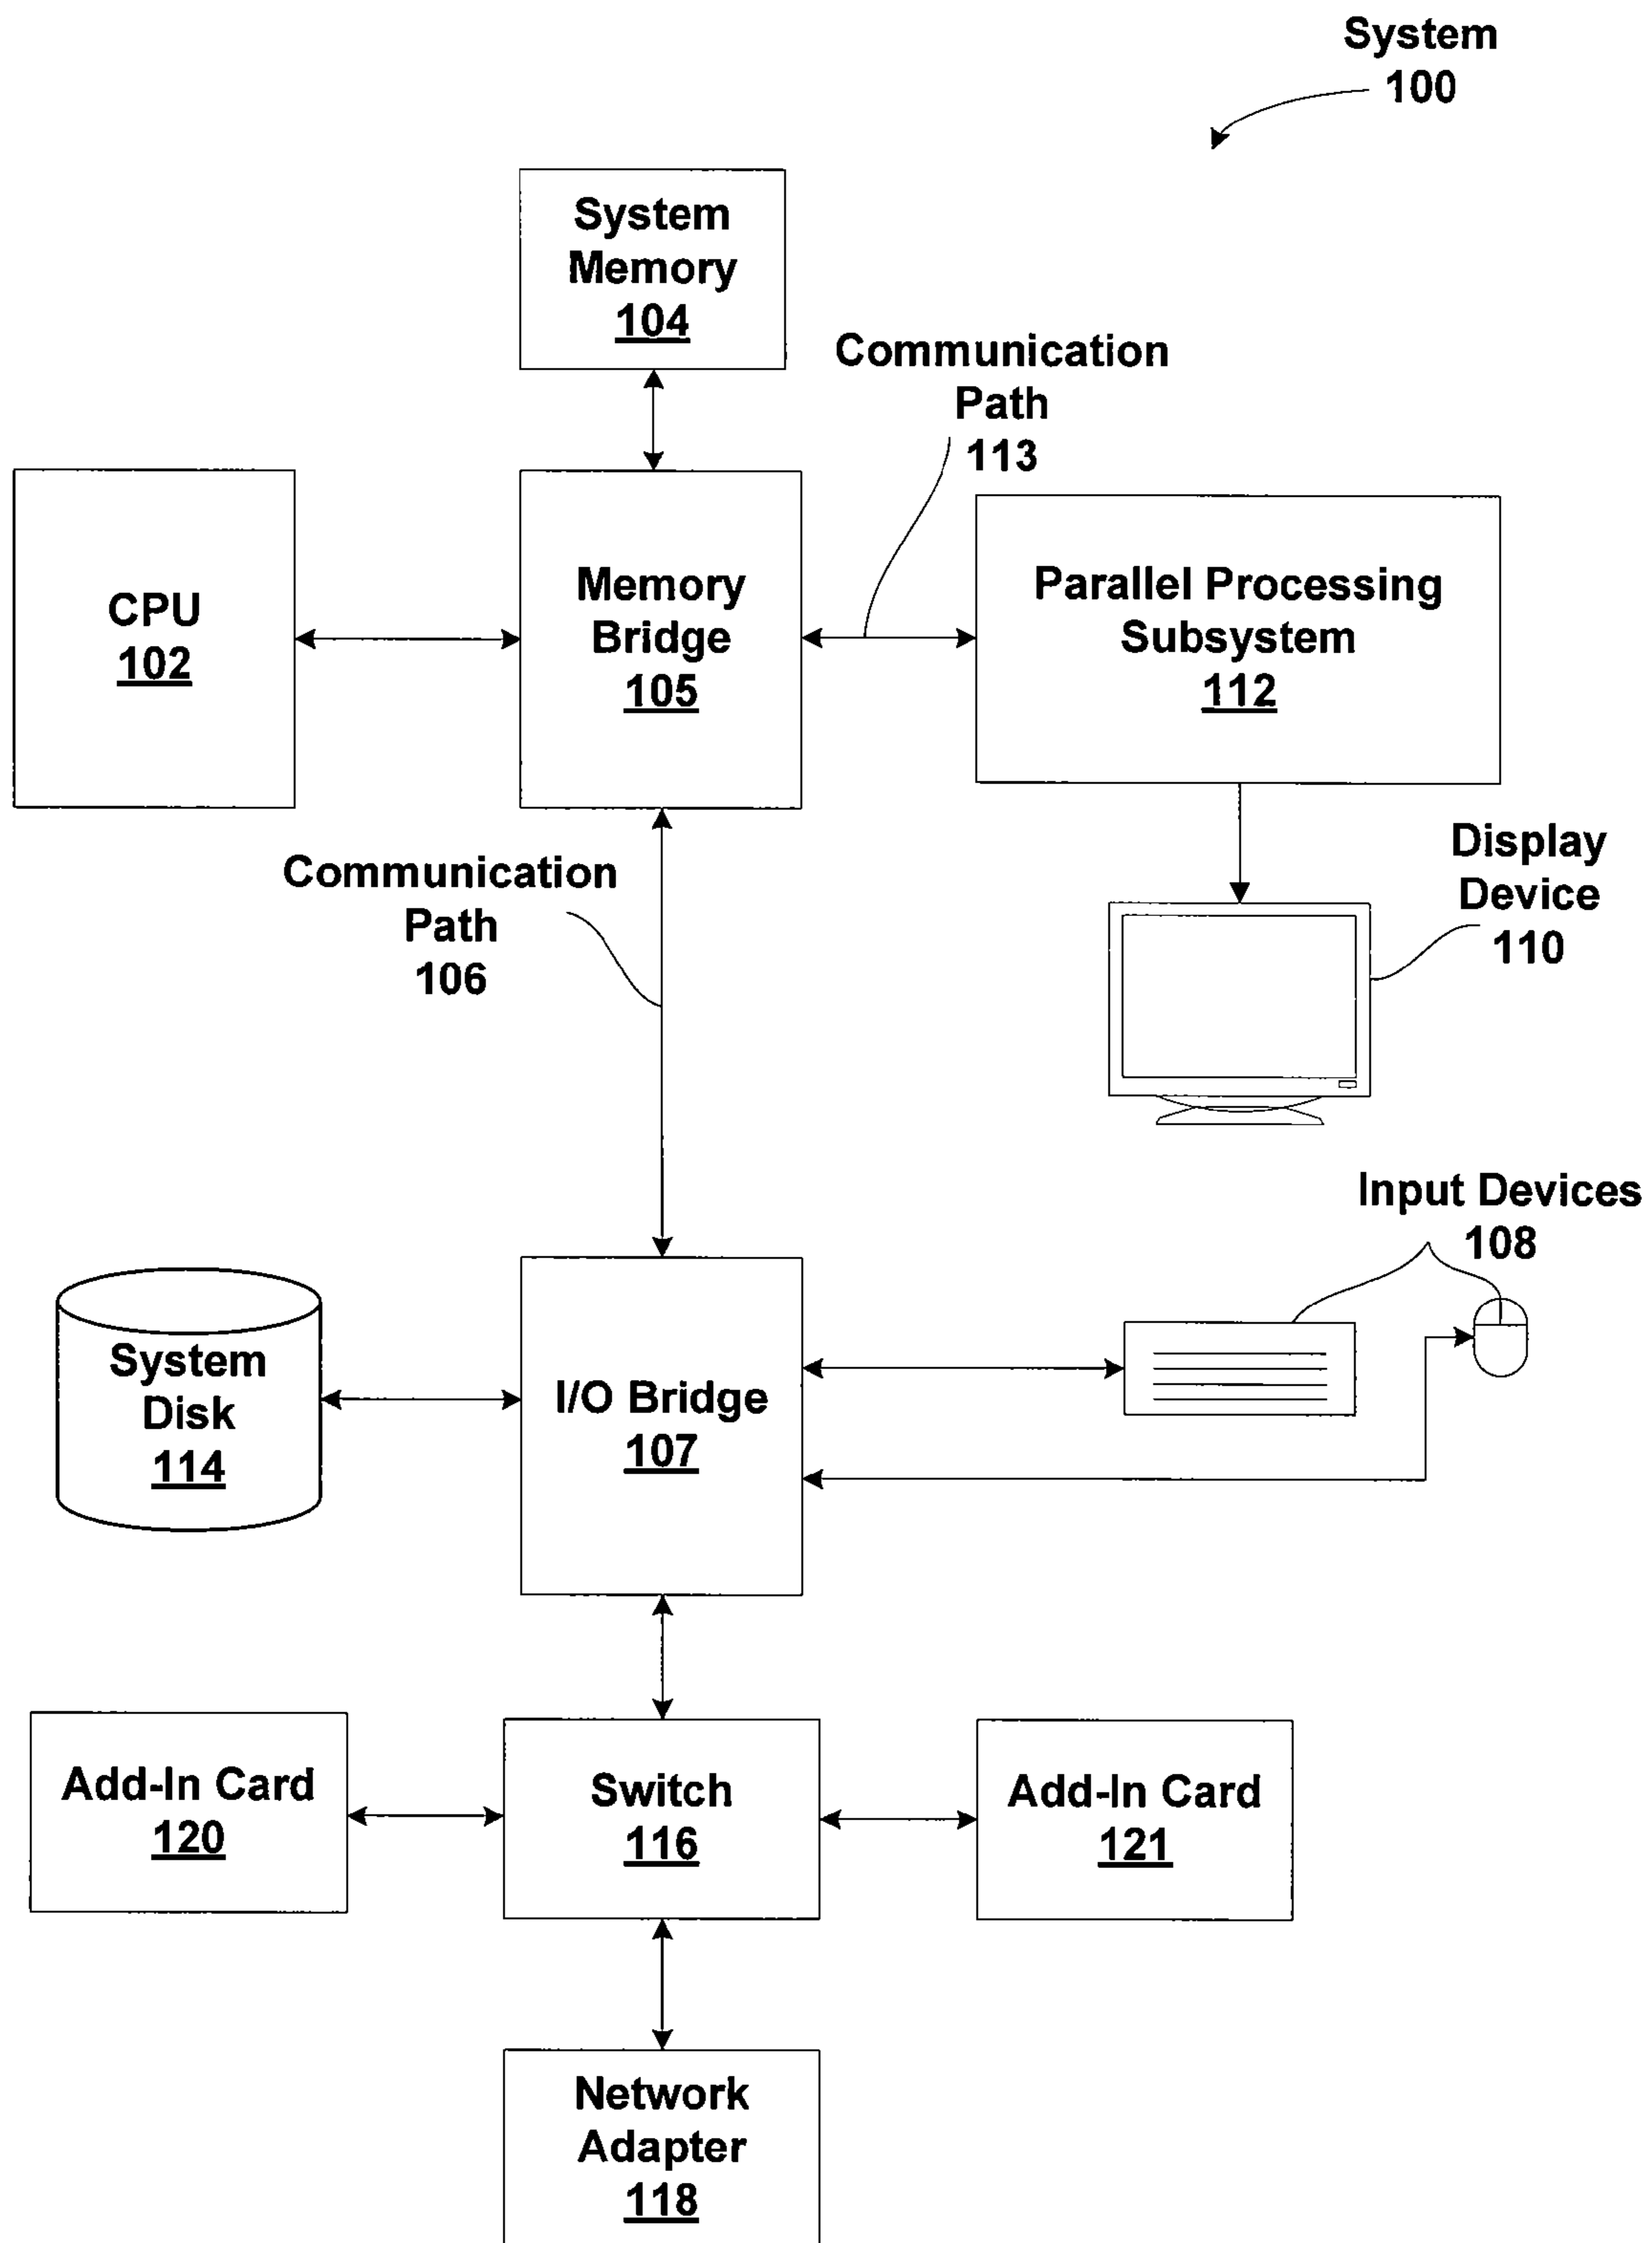 System
100
System
Memory
104
Communication
Path
113
CPU
102
Memory
Bridge
105
Parallel Processing
Subsystem
112
Communication
Path
106
Display
Device
110
Input Devices
108
System
Disk
114
I/O Bridge
107
Add-In Card
120
Switch
116
Add-In Card
121
Network
Adapter
118